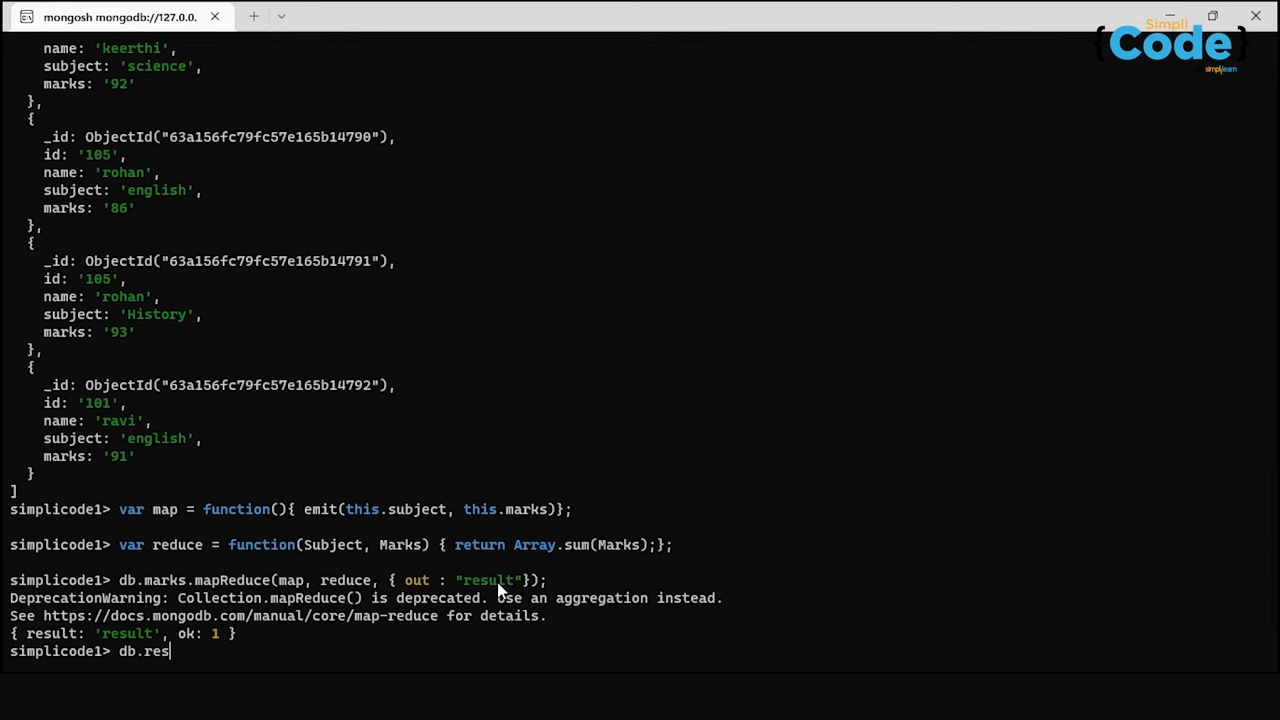 mongosh mongodb://127.0.0.
Simpli
{Code}
simplilearn
name: 'keerthi',
subject: 'science',
marks: '92'
},
{
_id: ObjectId("63a156fc79fc57e165b14790"),
id: '105',
name: 'rohan',
subject: 'english',
marks: '86'
},
{
_id: ObjectId("63a156fc79fc57e165b14791"),
id: '105',
name: 'rohan',
subject: 'History',
marks: '93'
},
{
_id: ObjectId("63a156fc79fc57e165b14792"),
id: '101',
name: 'ravi',
subject: 'english',
marks: '91'
}
]
simplicode1> var map = function(){ emit(this.subject, this.marks)};
simplicode1> var reduce = function(Subject, Marks) { return Array.sum(Marks);};
simplicode1> db.marks.mapReduce(map, reduce, { out : "result"});
DeprecationWarning: Collection.mapReduce() is deprecated. Use an aggregation instead.
See https://docs.mongodb.com/manual/core/map-reduce for details.
{ result: 'result', ok: 1 }
simplicode1> db.res